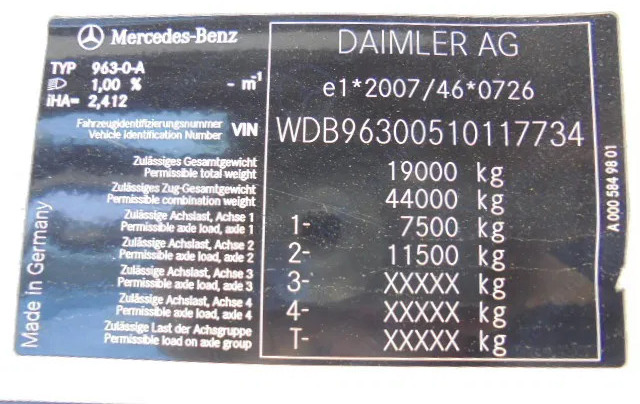 Mercedes-Benz
TYP 963-0-A
1,00 % - m⁻¹
iHA= 2,412
Fahrzeugidentifizierungsnummer
Vehicle Identification Number VIN
Zulässiges Gesamtgewicht
Permissible total weight
Zulässiges Zug-Gesamtgewicht
Permissible combination weight
Zulässige Achslast, Achse 1
Permissible axle load, axle 1
Zulässige Achslast, Achse 2
Permissible axle load, axle 2
Zulässige Achslast, Achse 3
Permissible axle load, axle 3
Zulässige Achslast, Achse 4
Permissible axle load, axle 4
Zulässige Last der Achsgruppe
Permissible load on axle group
DAIMLER AG
e1*2007/46*0726
WDB96300510117734
19000 kg
44000 kg
1- 7500 kg
2- 11500 kg
3- XXXXX kg
4- XXXXX kg
T- XXXXX kg
Made in Germany
A 000 584 98 01